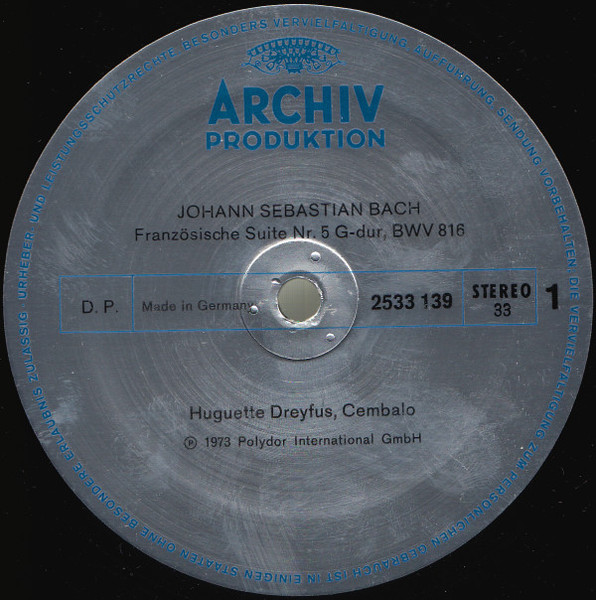 ARCHIV
PRODUKTION
JOHANN SEBASTIAN BACH
Französische Suite Nr. 5 G-dur, BWV 816
D. P.
Made in Germany
2533 139
STEREO
33
1
Huguette Dreyfus, Cembalo
Ⓟ 1973 Polydor International GmbH
URHEBER- UND LEISTUNGSSCHUTZRECHTE, BESONDERS VERVIELFÄLTIGUNG, AUFFÜHRUNG, SENDUNG VORBEHALTEN. DIE VERVIELFÄLTIGUNG ZUM PERSÖNLICHEN GEBRAUCH IST IN EINIGEN STAATEN OHNE BESONDERE ERLAUBNIS ZULÄSSIG